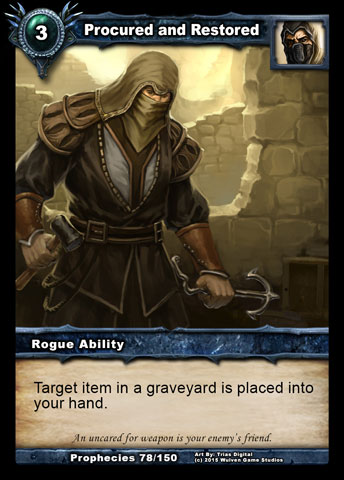 3
Procured and Restored
Rogue Ability
Target item in a graveyard is placed into
your hand.
An uncared for weapon is your enemy's friend.
Prophecies 78/150
Art By: Trias Digital
(c) 2015 Wulven Game Studios